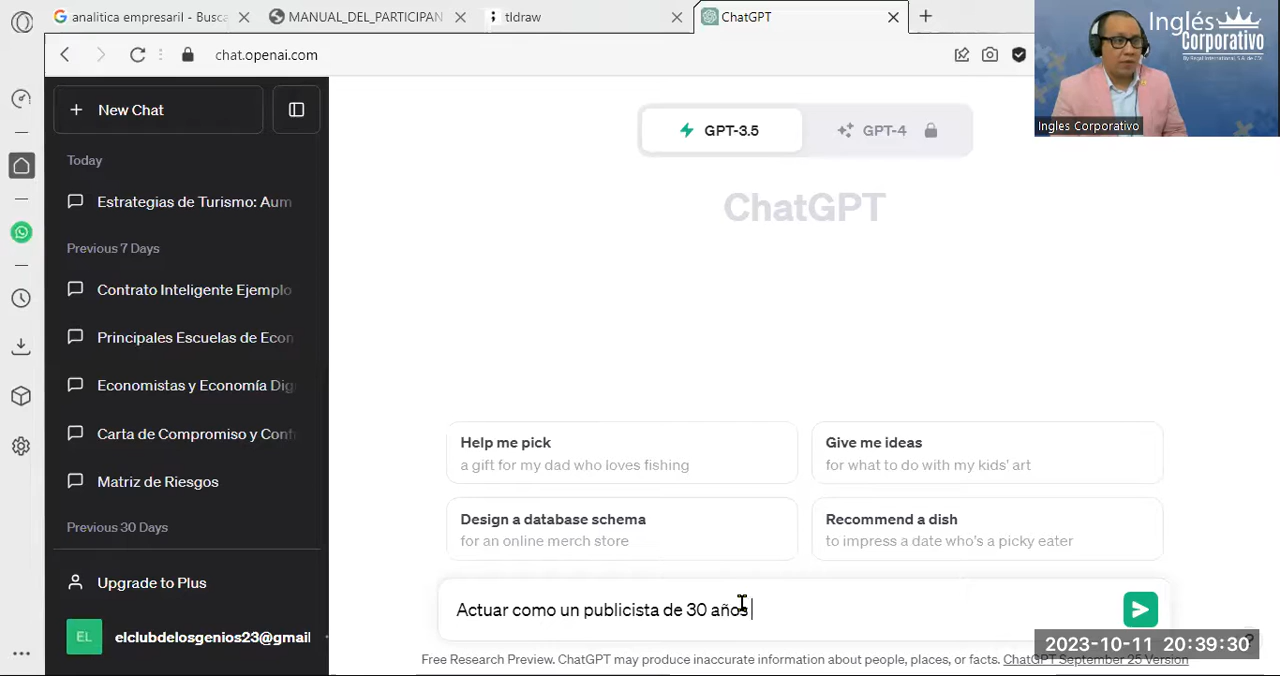 analitica empresaril - Busca
MANUAL_DEL_PARTICIPAN
tldraw
ChatGPT
chat.openai.com
Inglés
Corporativo
By Regal International, S.A. de C.V.
Ingles Corporativo
New Chat
GPT-3.5
GPT-4
Today
ChatGPT
Estrategias de Turismo: Aum
Previous 7 Days
Contrato Inteligente Ejemplo
Principales Escuelas de Econ
Economistas y Economía Dig
Carta de Compromiso y Conf
Matriz de Riesgos
Previous 30 Days
Help me pick
a gift for my dad who loves fishing
Give me ideas
for what to do with my kids' art
Design a database schema
for an online merch store
Recommend a dish
to impress a date who's a picky eater
Upgrade to Plus
EL
elclubdelosgenios23@gmail
Actuar como un publicista de 30 años
2023-10-11 20:39:30
Free Research Preview. ChatGPT may produce inaccurate information about people, places, or facts. ChatGPT September 25 Version